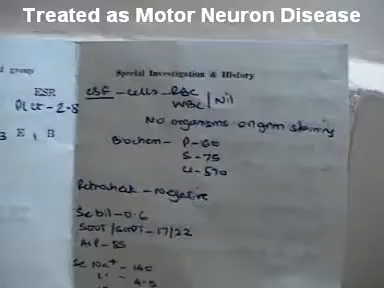 Treated as Motor Neuron Disease
group
Special Investigation & History
ESR
Plt - 2-8
E, B
CSF - cells - RBC
WBC / Nil
No organisms on gram staining
Biochem - P-60
S-75
Cl-570
Negative
Se bil - 0.6
SGOT/SGPT - 17/22
ALP - 85
Se Na+ - 140
4-5